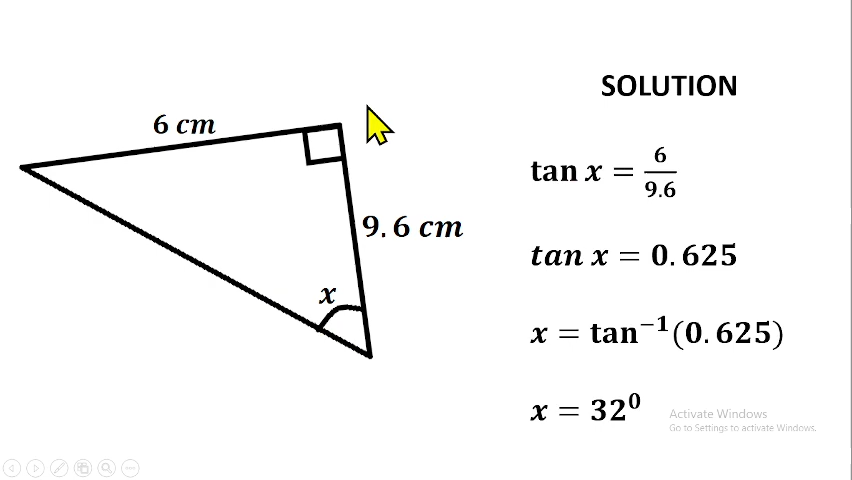 SOLUTION
6 cm
tan x = 6/9.6
9.6 cm
tan x = 0.625
x
x = tan⁻¹(0.625)
x = 32⁰
Activate Windows
Go to Settings to activate Windows.